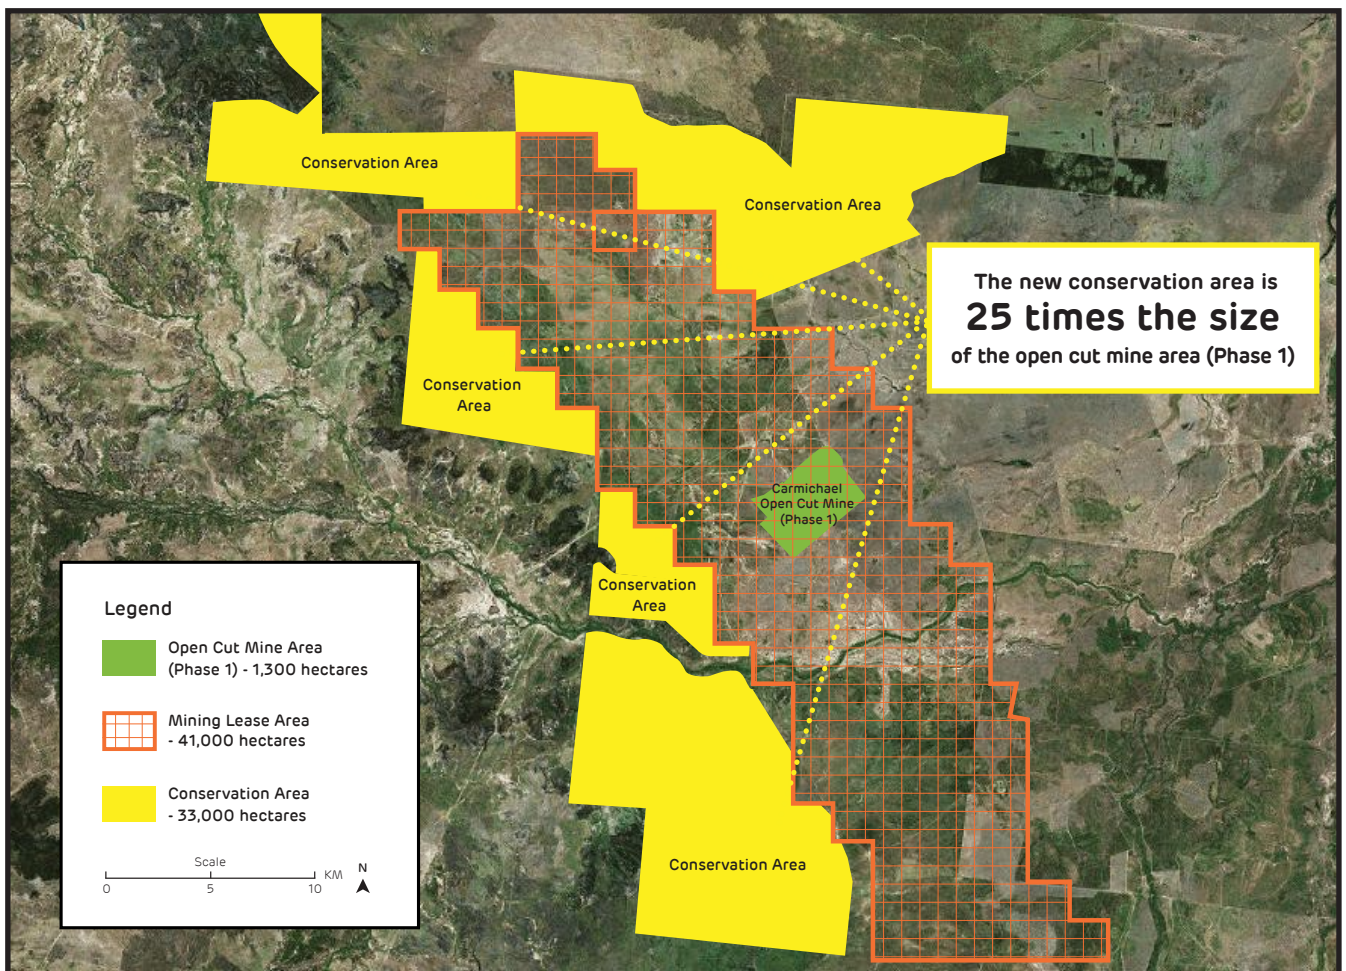 Conservation Area
Conservation Area
The new conservation area is
25 times the size
of the open cut mine area (Phase 1)
Conservation
Area
Carmichael
Open Cut Mine
(Phase 1)
Conservation
Area
Conservation Area
Legend
Open Cut Mine Area
(Phase 1) - 1,300 hectares
Mining Lease Area
- 41,000 hectares
Conservation Area
- 33,000 hectares
Scale
KM
N
0
5
10